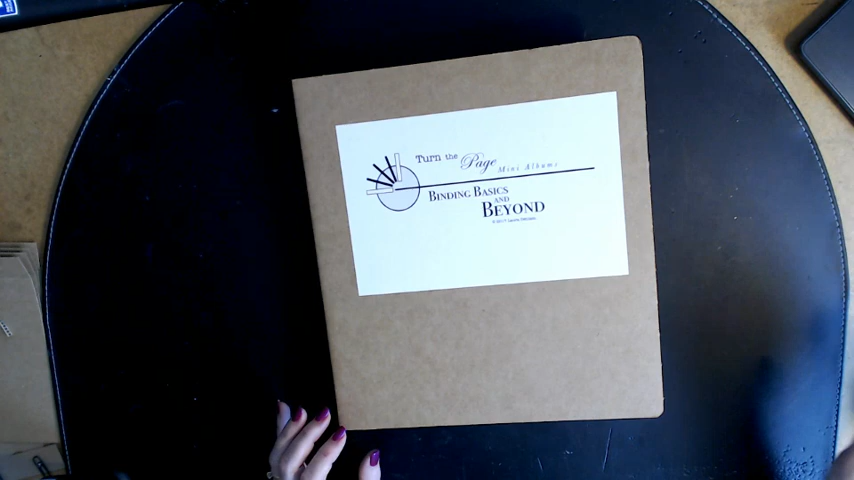 Turn the Page
Mini Albums
BINDING BASICS
AND
BEYOND